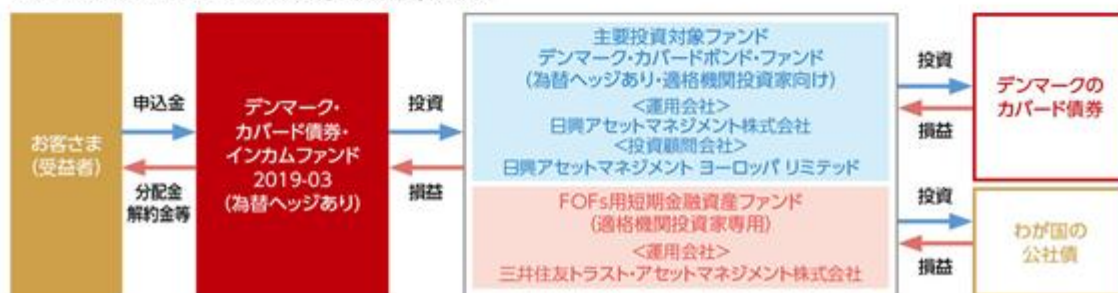 お客さま
(受益者)
申込金
分配金
解約金等
デンマーク・
カバード債券・
インカムファンド
2019-03
(為替ヘッジあり)
投資
損益
主要投資対象ファンド
デンマーク・カバードボンド・ファンド
(為替ヘッジあり・適格機関投資家向け)
<運用会社>
日興アセットマネジメント株式会社
<投資顧問会社>
日興アセットマネジメント ヨーロッパ リミテッド
投資
損益
デンマークの
カバード債券
FOFs用短期金融資産ファンド
(適格機関投資家専用)
<運用会社>
三井住友トラスト・アセットマネジメント株式会社
投資
損益
わが国の
公社債